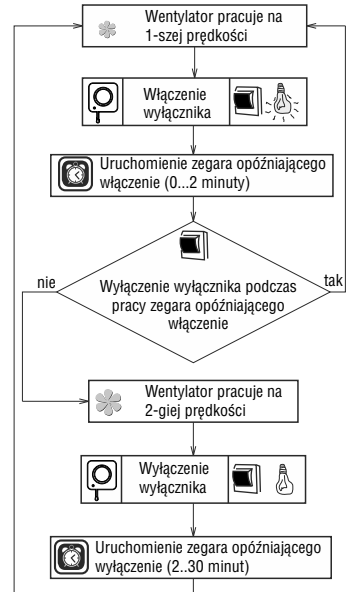 Wentylator pracuje na
1-szej prędkości
Włączenie
wyłącznika
Uruchomienie zegara opóźniającego
włączenie (0...2 minuty)
nie
tak
Wyłączenie wyłącznika podczas
pracy zegara opóźniającego
włączenie
Wentylator pracuje na
2-giej prędkości
Wyłączenie
wyłącznika
Uruchomienie zegara opóźniającego
wyłączenie (2..30 minut)